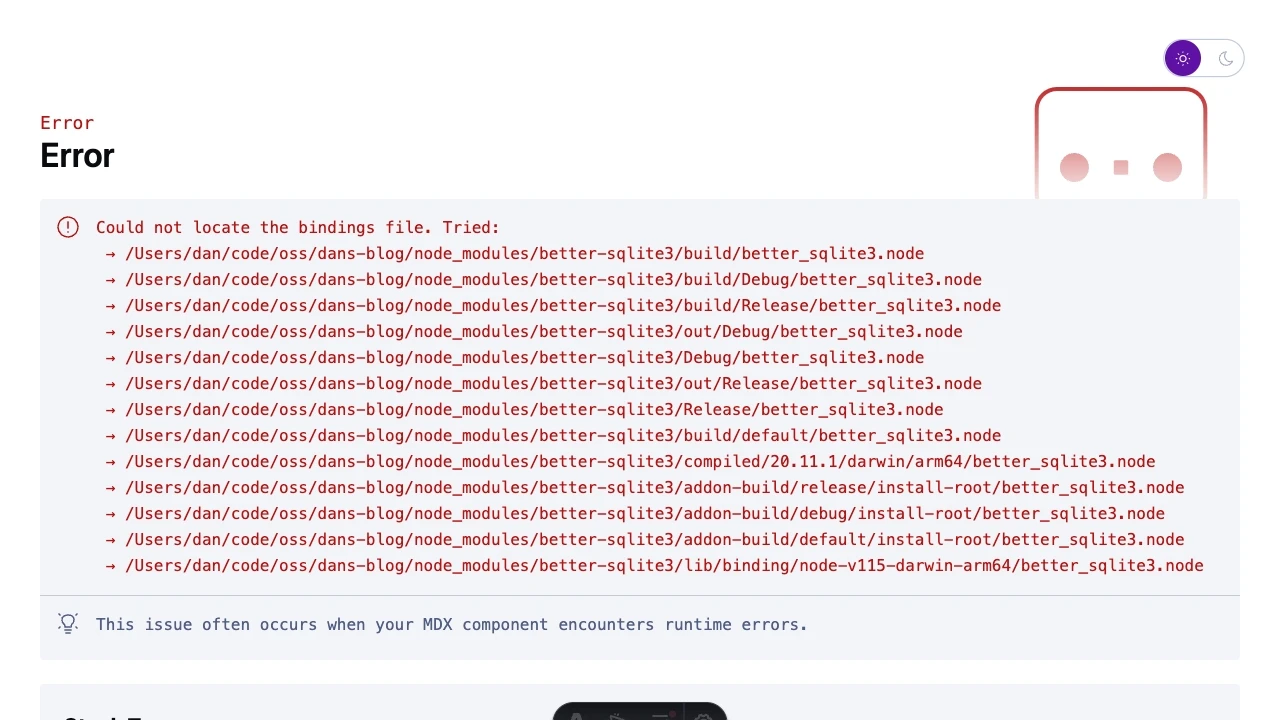 Error
Error
Could not locate the bindings file. Tried:
→ /Users/dan/code/oss/dans-blog/node_modules/better-sqlite3/build/better_sqlite3.node
→ /Users/dan/code/oss/dans-blog/node_modules/better-sqlite3/build/Debug/better_sqlite3.node
→ /Users/dan/code/oss/dans-blog/node_modules/better-sqlite3/build/Release/better_sqlite3.node
→ /Users/dan/code/oss/dans-blog/node_modules/better-sqlite3/out/Debug/better_sqlite3.node
→ /Users/dan/code/oss/dans-blog/node_modules/better-sqlite3/Debug/better_sqlite3.node
→ /Users/dan/code/oss/dans-blog/node_modules/better-sqlite3/out/Release/better_sqlite3.node
→ /Users/dan/code/oss/dans-blog/node_modules/better-sqlite3/Release/better_sqlite3.node
→ /Users/dan/code/oss/dans-blog/node_modules/better-sqlite3/build/default/better_sqlite3.node
→ /Users/dan/code/oss/dans-blog/node_modules/better-sqlite3/compiled/20.11.1/darwin/arm64/better_sqlite3.node
→ /Users/dan/code/oss/dans-blog/node_modules/better-sqlite3/addon-build/release/install-root/better_sqlite3.node
→ /Users/dan/code/oss/dans-blog/node_modules/better-sqlite3/addon-build/debug/install-root/better_sqlite3.node
→ /Users/dan/code/oss/dans-blog/node_modules/better-sqlite3/addon-build/default/install-root/better_sqlite3.node
→ /Users/dan/code/oss/dans-blog/node_modules/better-sqlite3/lib/binding/node-v115-darwin-arm64/better_sqlite3.node
This issue often occurs when your MDX component encounters runtime errors.